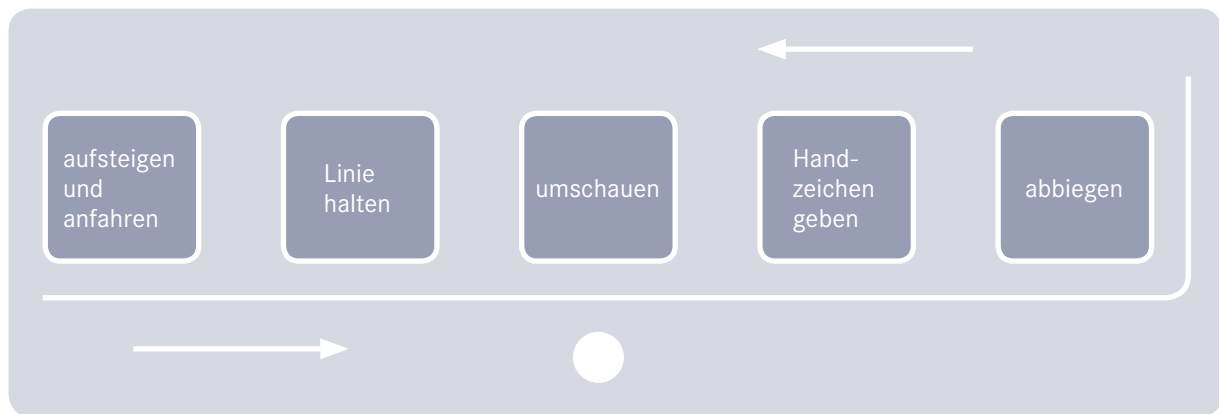 aufsteigen
und
anfahren
Linie
halten
umschauen
Hand-
zeichen
geben
abbiegen